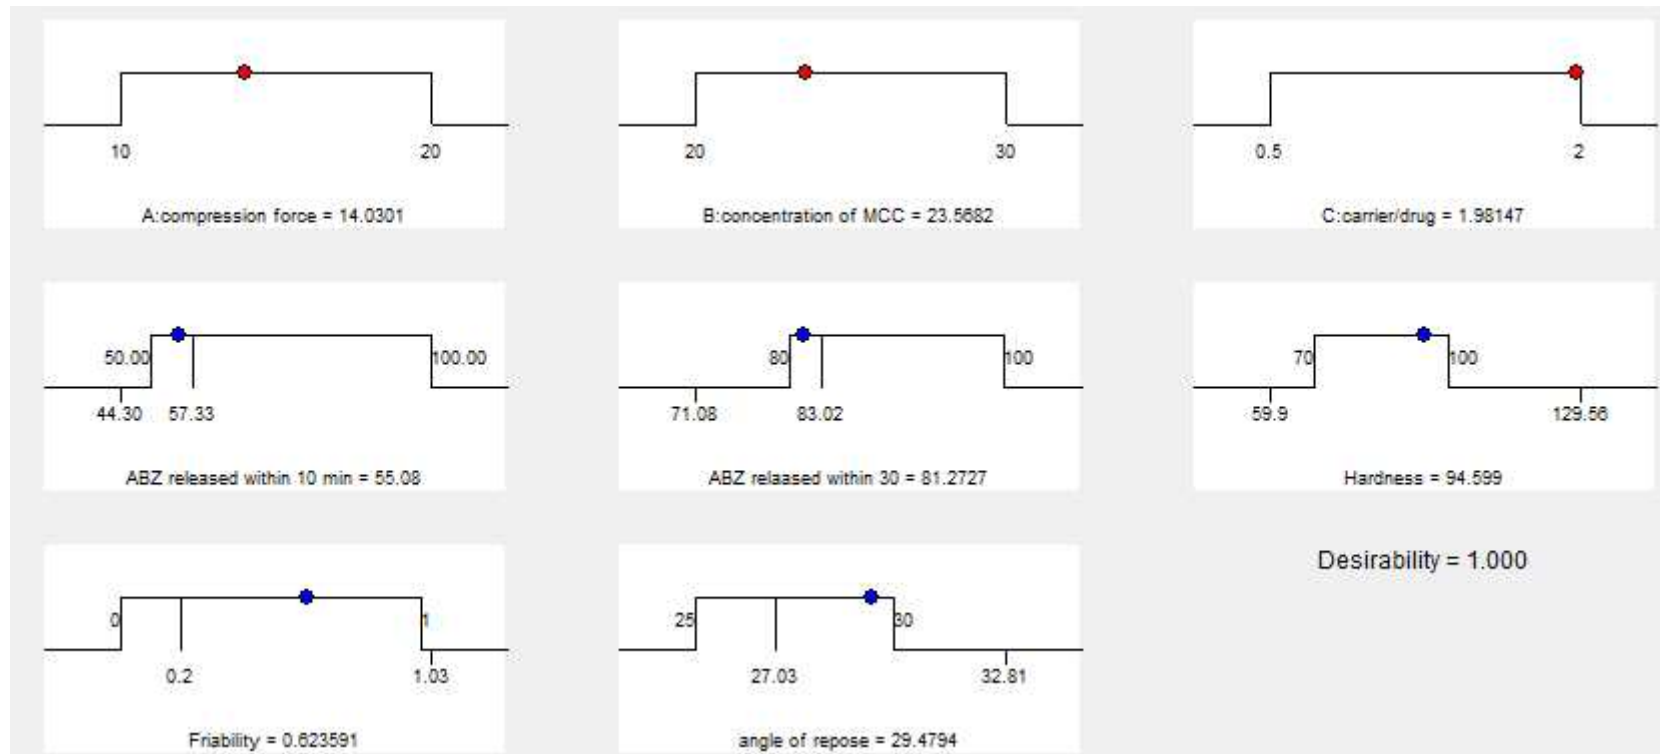 10 20
A:compression force = 14.0301
20 30
B:concentration of MCC = 23.5682
0.5 2
C:carrier/drug = 1.98147
50.00 100.00
44.30 57.33
ABZ released within 10 min = 55.08
80 100
71.08 83.02
ABZ relaased within 30 = 81.2727
70 100
59.9 129.56
Hardness = 94.599
0 1
0.2 1.03
Friability = 0.623591
25 30
27.03 32.81
angle of repose = 29.4794
Desirability = 1.000